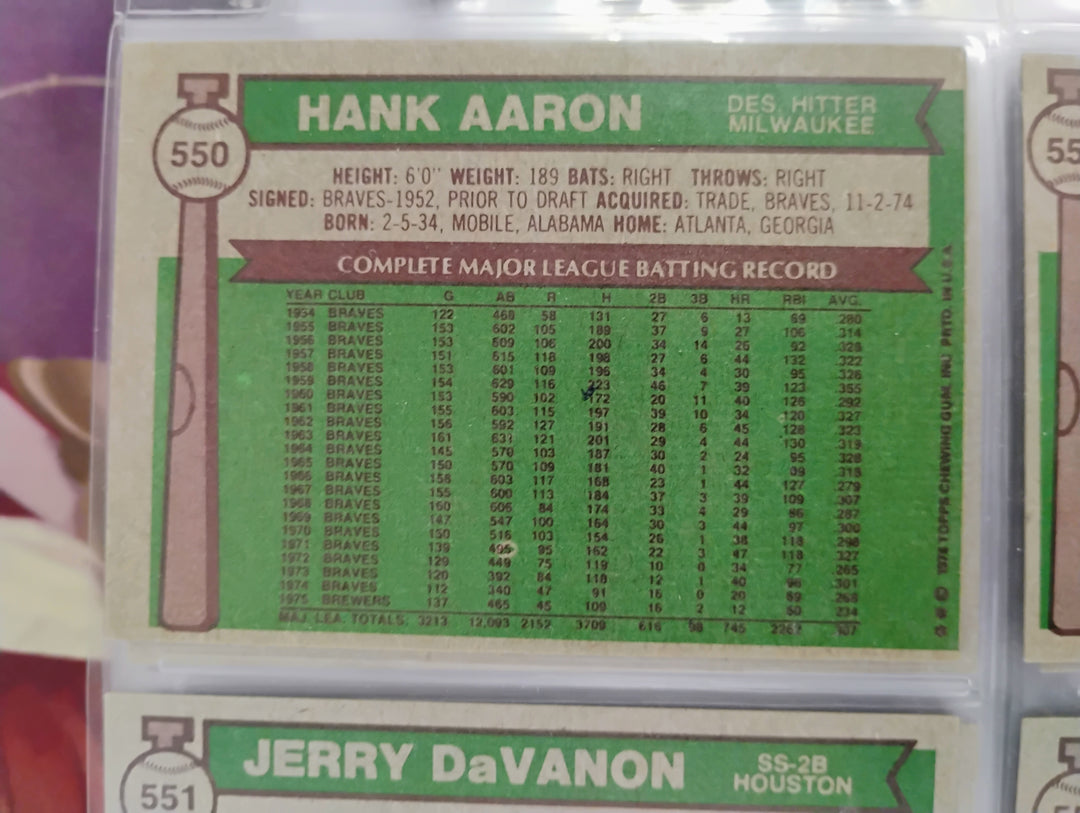 550
HANK AARON
DES. HITTER
MILWAUKEE
HEIGHT: 6'0" WEIGHT: 189 BATS: RIGHT THROWS: RIGHT
SIGNED: BRAVES-1952, PRIOR TO DRAFT ACQUIRED: TRADE, BRAVES, 11-2-74
BORN: 2-5-34, MOBILE, ALABAMA HOME: ATLANTA, GEORGIA
COMPLETE MAJOR LEAGUE BATTING RECORD
YEAR CLUB G AB R H 2B 3B HR RBI AVG.
1954 BRAVES 122 468 58 131 27 6 13 69 280
1955 BRAVES 153 602 105 189 37 9 27 106 314
1956 BRAVES 153 609 106 200 34 14 26 92 328
1957 BRAVES 151 615 118 198 27 6 44 132 322
1958 BRAVES 153 601 109 196 34 4 30 95 326
1959 BRAVES 154 629 116 223 46 7 39 123 355
1960 BRAVES 153 590 102 172 20 11 40 126 292
1961 BRAVES 155 603 115 197 39 10 34 120 327
1962 BRAVES 156 592 127 191 28 6 45 128 323
1963 BRAVES 161 631 121 201 29 4 44 130 319
1964 BRAVES 145 570 103 187 30 2 24 95 328
1965 BRAVES 150 570 109 181 40 1 32 89 318
1966 BRAVES 158 603 117 168 23 1 44 127 279
1967 BRAVES 155 600 113 184 37 3 39 109 307
1968 BRAVES 160 606 84 174 33 4 29 86 287
1969 BRAVES 147 547 100 164 30 3 44 97 300
1970 BRAVES 150 516 103 154 26 1 38 118 298
1971 BRAVES 139 495 95 162 22 3 47 118 327
1972 BRAVES 129 449 75 119 10 0 34 77 265
1973 BRAVES 120 392 84 118 12 1 40 96 301
1974 BRAVES 112 340 47 91 16 0 20 69 268
1975 BREWERS 137 465 45 109 16 2 12 60 234
MAJ. LEA. TOTALS: 3213 12,093 2152 3709 616 98 745 2262 307
© 1976 TOPPS CHEWING GUM, INC. PRTD. IN U.S.A.
55
551
JERRY DaVANON
SS-2B
HOUSTON